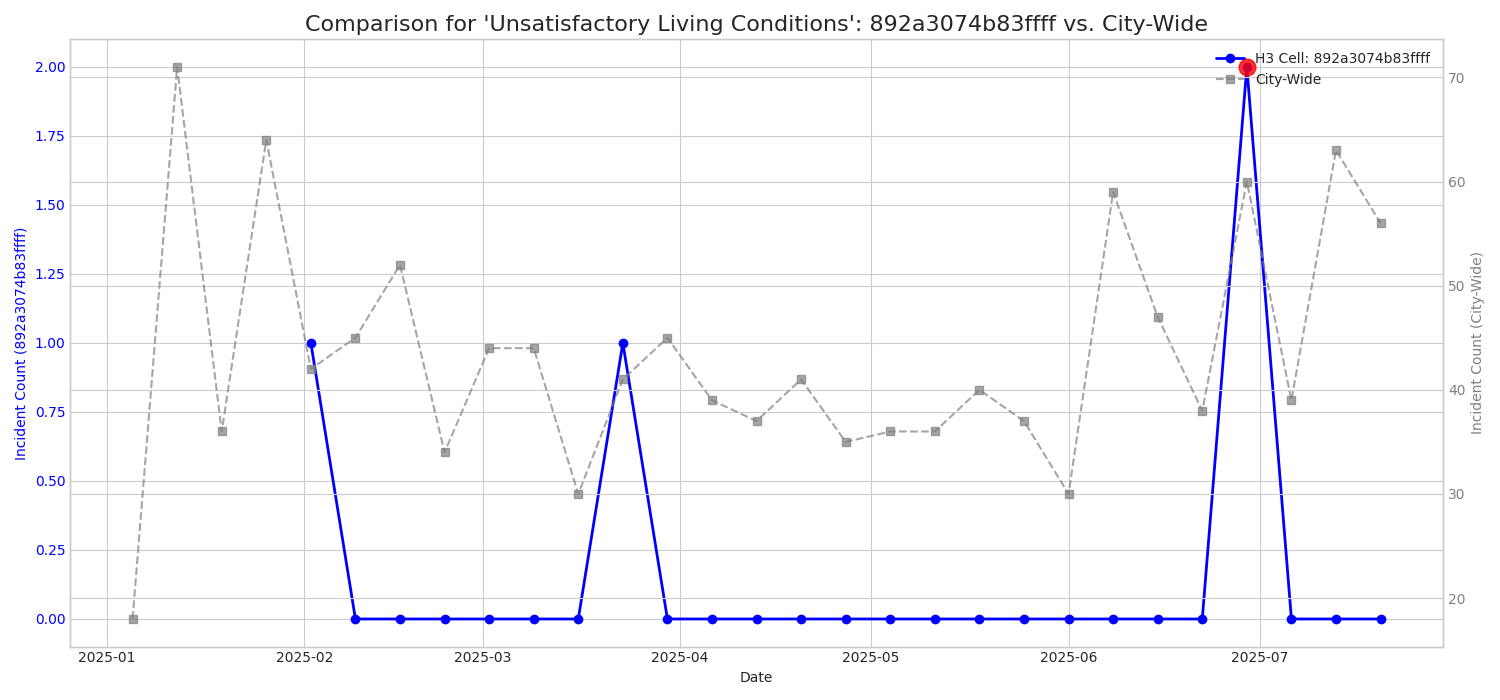 Comparison for 'Unsatisfactory Living Conditions': 892a3074b83ffff vs. City-Wide
H3 Cell: 892a3074b83ffff
City-Wide
Incident Count (892a3074b83ffff)
2.00
1.75
1.50
1.25
1.00
0.75
0.50
0.25
0.00
70
60
50
40
30
20
Incident Count (City-Wide)
2025-01 2025-02 2025-03 2025-04 2025-05 2025-06 2025-07
Date